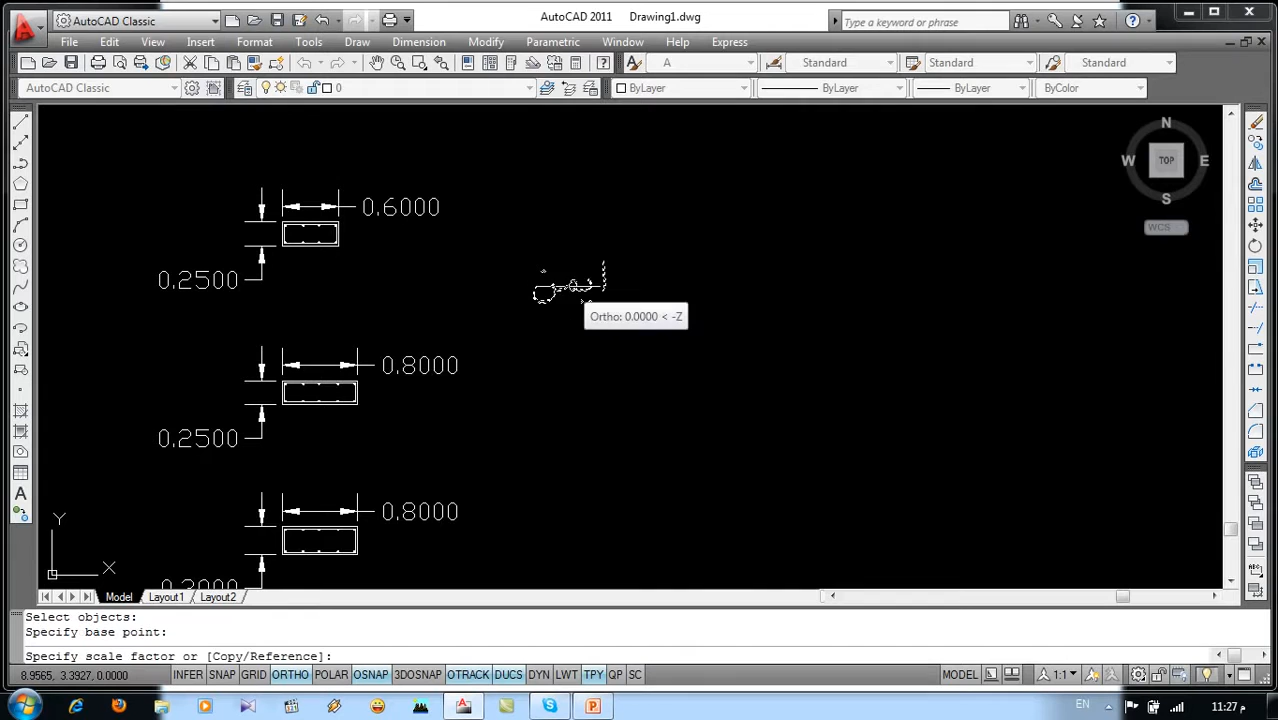 AutoCAD Classic
AutoCAD 2011 Drawing1.dwg
Type a keyword or phrase
File Edit View Insert Format Tools Draw Dimension Modify Parametric Window Help Express
A Standard Standard Standard
AutoCAD Classic 0 ByLayer ByLayer ByLayer ByColor
N
W TOP E
S
WCS
0.6000
0.2500
Ortho: 0.0000 < -Z
0.8000
0.2500
0.8000
0.2000
Y
X
A
Model Layout1 Layout2
Select objects:
Specify base point:
Specify scale factor or [Copy/Reference]:
8.9565, 3.3927, 0.0000 INFER SNAP GRID ORTHO POLAR OSNAP 3DOSNAP OTRACK DUCS DYN LWT TPY QP SC MODEL 1:1
EN 11:27 م